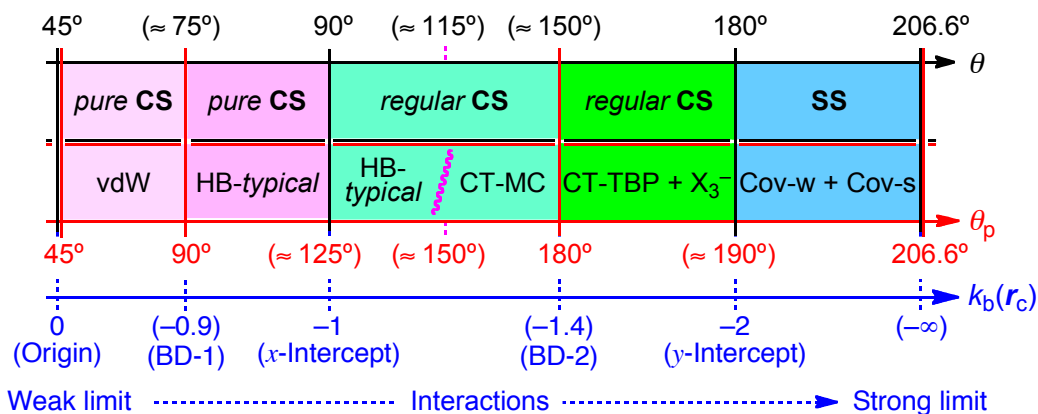 45º (≈ 75º) 90º (≈ 115º) (≈ 150º) 180º 206.6º
θ
pure CS pure CS regular CS regular CS SS
vdW HB-typical HB-typical CT-MC CT-TBP + X₃⁻ Cov-w + Cov-s
θp
45º 90º (≈ 125º) (≈ 150º) 180º (≈ 190º) 206.6º
kb(rc)
0 (–0.9) –1 (–1.4) –2 (–∞)
(Origin) (BD-1) (x-Intercept) (BD-2) (y-Intercept)
Weak limit Interactions Strong limit